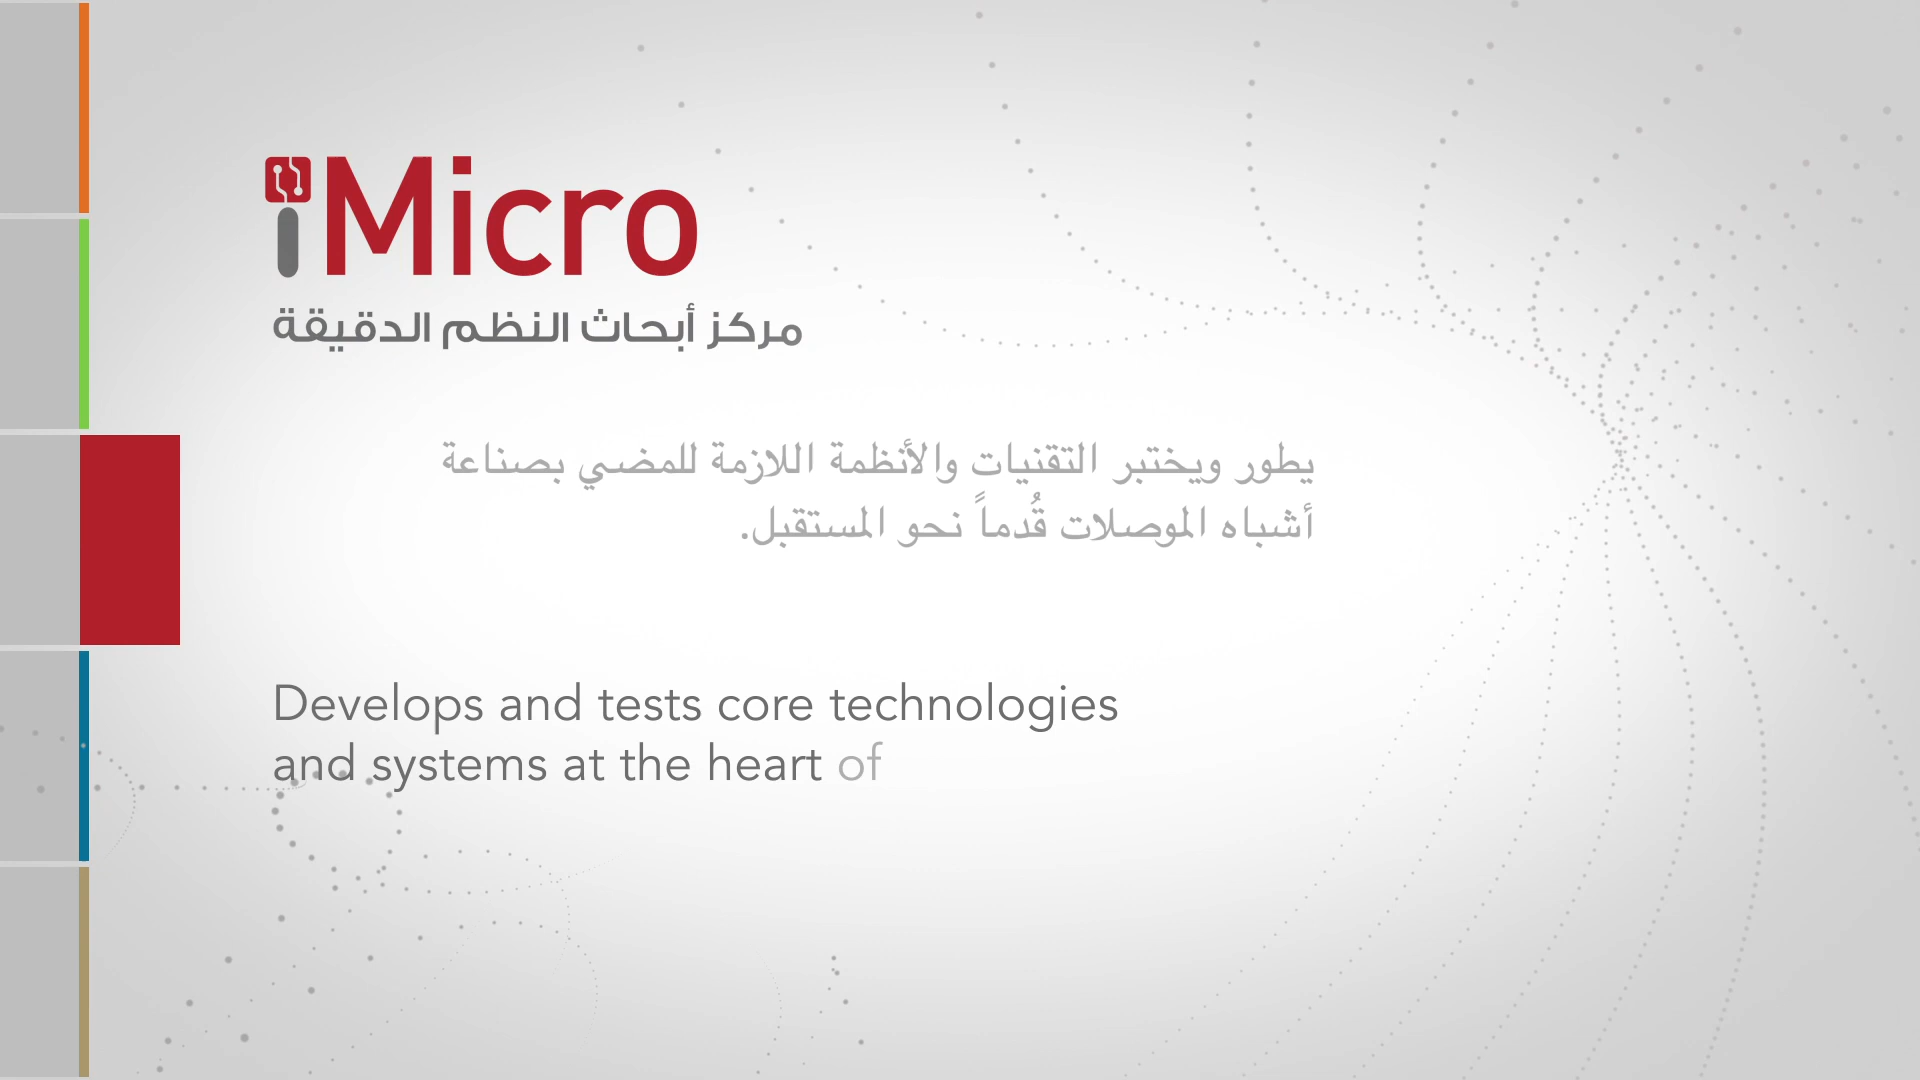 iMicro
مركز أبحاث النظم الدقيقة
يطور ويختبر التقنيات والأنظمة اللازمة للمضي بصناعة
أشباه الموصلات قُدماً نحو المستقبل.
Develops and tests core technologies
and systems at the heart of